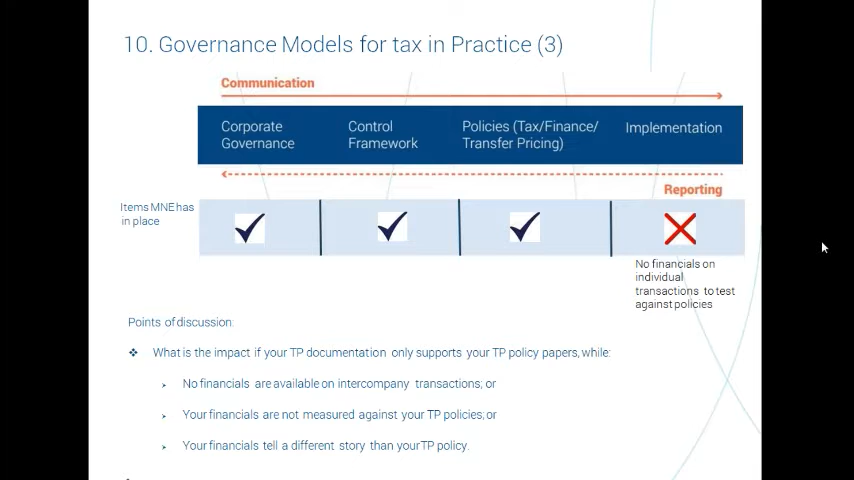 10. Governance Models for tax in Practice (3)
Communication
Corporate
Governance
Control
Framework
Policies (Tax/Finance/
Transfer Pricing)
Implementation
Reporting
Items MNE has
in place
No financials on
individual
transactions to test
against policies
Points of discussion:
What is the impact if your TP documentation only supports your TP policy papers, while:
No financials are available on intercompany transactions; or
Your financials are not measured against your TP policies; or
Your financials tell a different story than your TP policy.